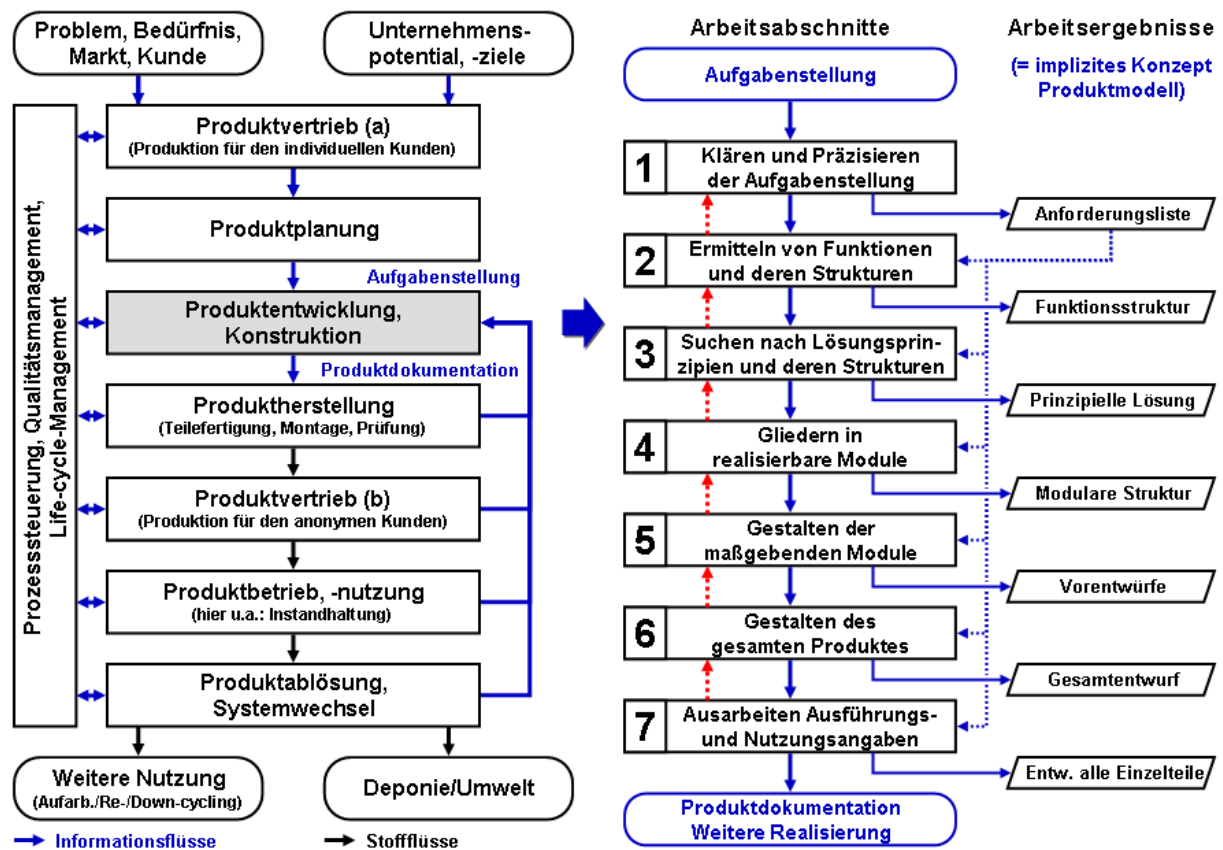 Problem, Bedürfnis,
Markt, Kunde
Unternehmens-
potential, -ziele
Prozesssteuerung, Qualitätsmanagement,
Life-cycle-Management
Produktvertrieb (a)
(Produktion für den individuellen Kunden)
Produktplanung
Aufgabenstellung
Produktentwicklung,
Konstruktion
Produktdokumentation
Produktherstellung
(Teilefertigung, Montage, Prüfung)
Produktvertrieb (b)
(Produktion für den anonymen Kunden)
Produktbetrieb, -nutzung
(hier u.a.: Instandhaltung)
Produktablösung,
Systemwechsel
Weitere Nutzung
(Aufarb./Re-/Down-cycling)
Deponie/Umwelt
Informationsflüsse
Stoffflüsse
Arbeitsabschnitte
Aufgabenstellung
1
Klären und Präzisieren
der Aufgabenstellung
2
Ermitteln von Funktionen
und deren Strukturen
3
Suchen nach Lösungsprin-
zipien und deren Strukturen
4
Gliedern in
realisierbare Module
5
Gestalten der
maßgebenden Module
6
Gestalten des
gesamten Produktes
7
Ausarbeiten Ausführungs-
und Nutzungsangaben
Produktdokumentation
Weitere Realisierung
Arbeitsergebnisse
(= implizites Konzept
Produktmodell)
Anforderungsliste
Funktionsstruktur
Prinzipielle Lösung
Modulare Struktur
Vorentwürfe
Gesamtentwurf
Entw. alle Einzelteile